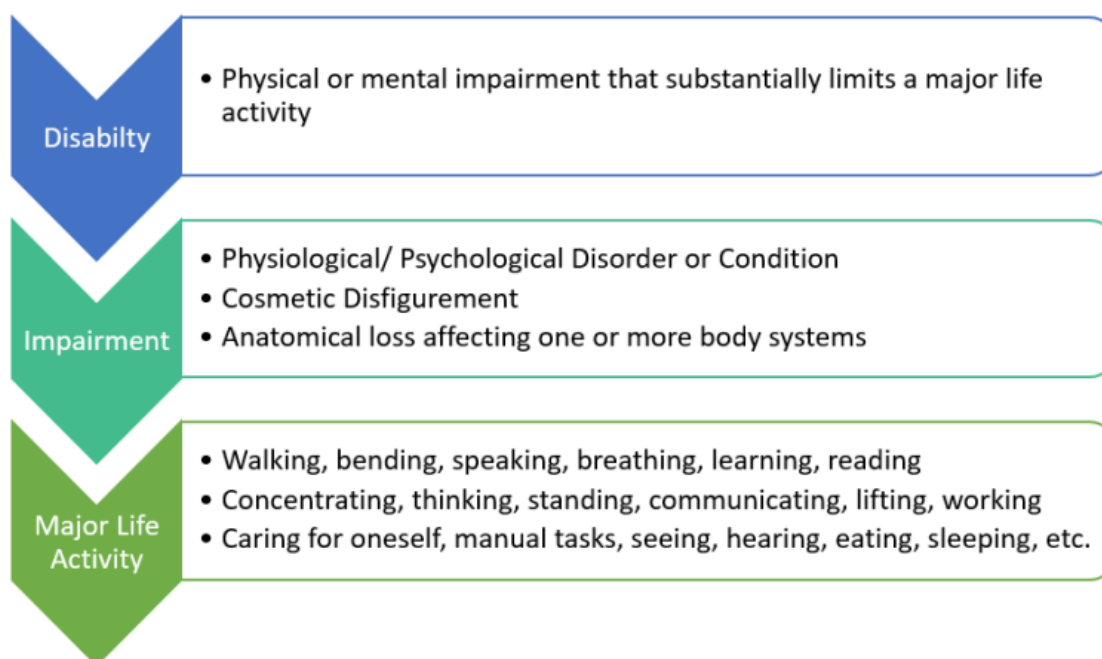 Disabilty
• Physical or mental impairment that substantially limits a major life
activity
Impairment
• Physiological/ Psychological Disorder or Condition
• Cosmetic Disfigurement
• Anatomical loss affecting one or more body systems
Major Life
Activity
• Walking, bending, speaking, breathing, learning, reading
• Concentrating, thinking, standing, communicating, lifting, working
• Caring for oneself, manual tasks, seeing, hearing, eating, sleeping, etc.